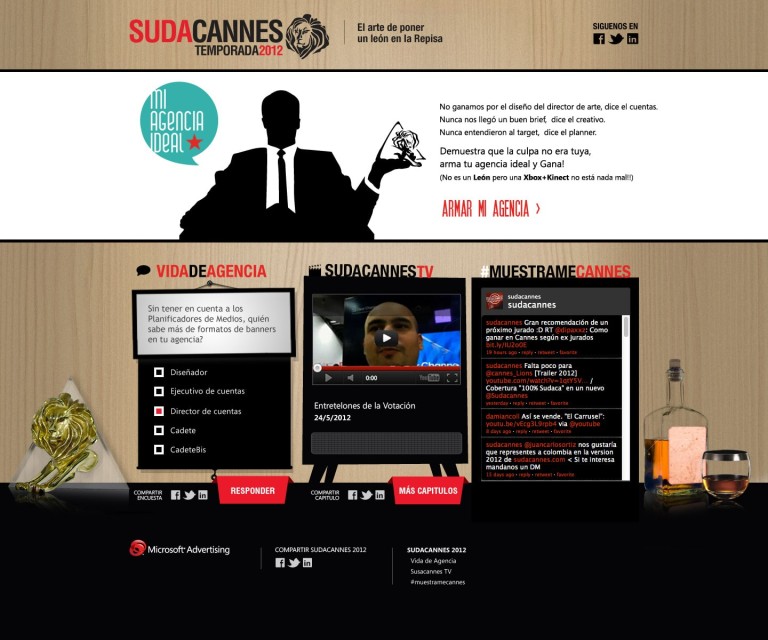 SUDACANNES
TEMPORADA2012
El arte de poner
un león en la Repisa
SIGUENOS EN
MI
AGENCIA
IDEAL
No ganamos por el diseño del director de arte, dice el cuentas.
Nunca nos llegó un buen brief, dice el creativo.
Nunca entendieron al target, dice el planner.
Demuestra que la culpa no era tuya,
arma tu agencia ideal y Gana!
(No es un León pero una Xbox+Kinect no está nada mal!!)
ARMAR MI AGENCIA >
VIDADEAGENCIA
Sin tener en cuenta a los
Planificadores de Medios, quién
sabe más de formatos de banners
en tu agencia?
Diseñador
Ejecutivo de cuentas
Director de cuentas
Cadete
CadeteBis
COMPARTIR
ENCUESTA
RESPONDER
SUDACANNESTV
0:00
YouTube
Entretelones de la Votación
24/5/2012
COMPARTIR
CAPITULO
MÁS CAPITULOS
#MUESTRAMECANNES
sudacannes
sudacannes
sudacannes Gran recomendación de un
próximo jurado :D RT @dipaxxz: Como
ganar en Cannes según ex jurados
18 hours ago • reply • retweet • favorite
sudacannes Falta poco para
@cannes_Lions [Trailer 2012]
Cobertura "100% Sudaca" en un nuevo
@Sudacannes
yesterday • reply • retweet • favorite
damiancoll Así se vende. "El Carrusel":
youtu.be/vEcg3L9rpb4 vía @youtube
8 days ago • reply • retweet • favorite
sudacannes @juancarlosortiz nos gustaría
que representes a colombia en la version
2012 de sudacannes.com < Si te interesa
mandanos un DM
10 days ago • reply • retweet • favorite
Microsoft Advertising
COMPARTIR SUDACANNES 2012
SUDACANNES 2012
Vida de Agencia
Susacannes TV
#muestramecannes